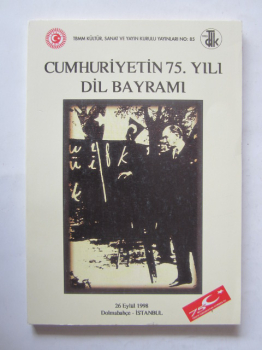 TBMM KÜLTÜR, SANAT VE YAYIN KURULU YAYINLARI NO: 83
CUMHURİYETİN 75. YILI
DİL BAYRAMI
26 Eylül 1998
Dolmabahçe - İSTANBUL
75